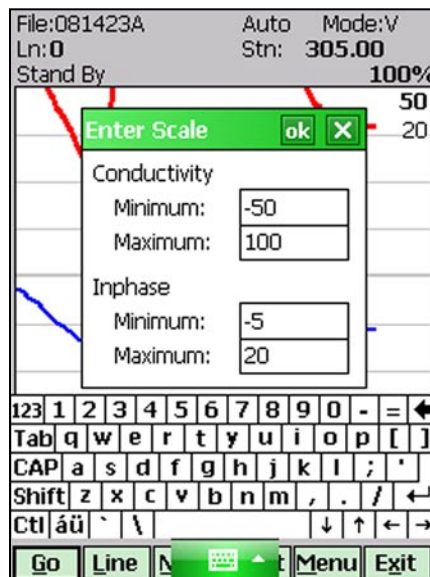 File:081423A Auto Mode:V
Ln:0 Stn: 305.00
Stand By 100%
50
20
Enter Scale ok X
Conductivity
Minimum: -50
Maximum: 100
Inphase
Minimum: -5
Maximum: 20
123 1 2 3 4 5 6 7 8 9 0 - = 
Tab q w e r t y u i o p [ ]
CAP a s d f g h j k l ; '
Shift z x c v b n m , . / ↵
Ctl áü ` \ ↓ ↑ ← →
Go Line Menu Exit